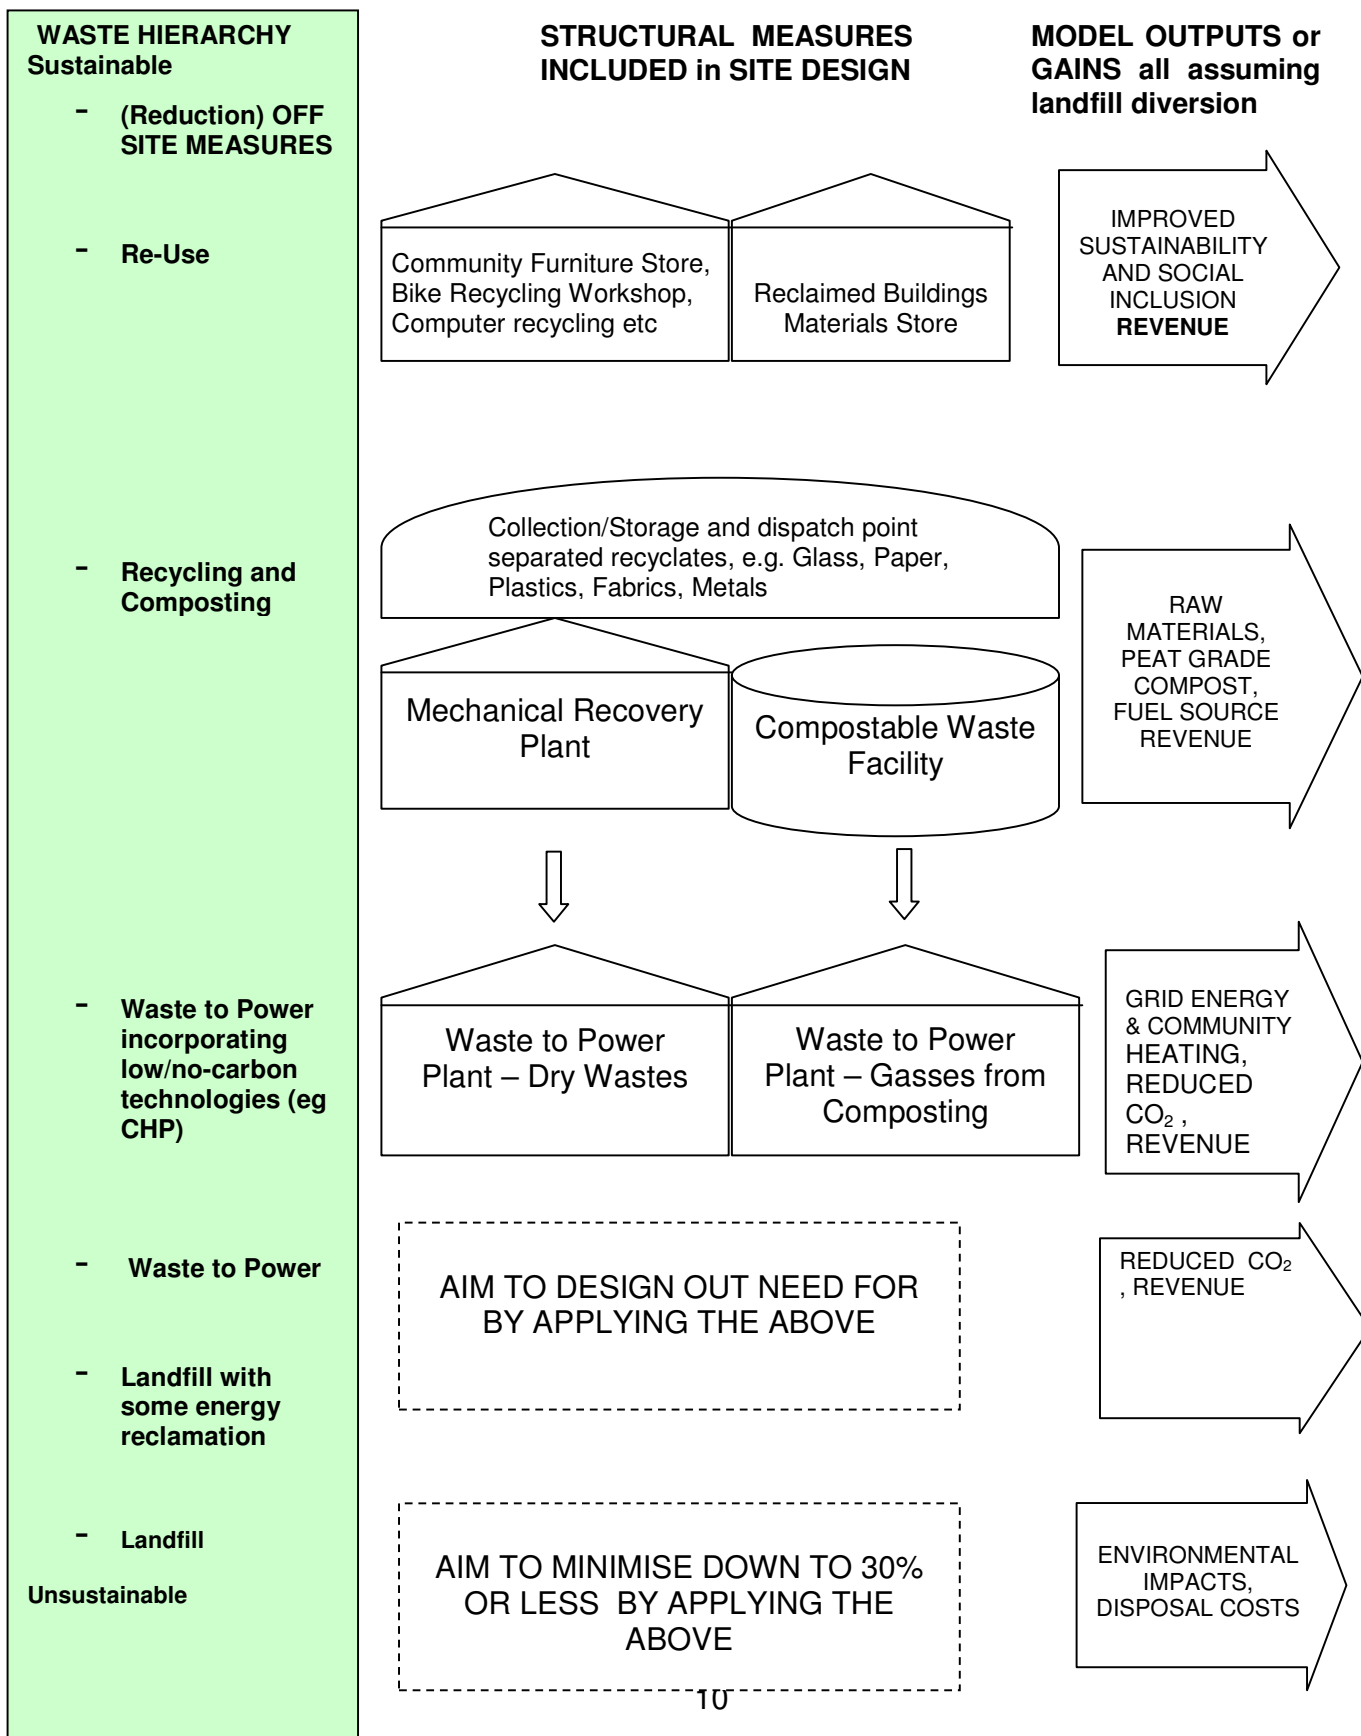 WASTE HIERARCHY
Sustainable
- (Reduction) OFF
SITE MEASURES
- Re-Use
- Recycling and
Composting
- Waste to Power
incorporating
low/no-carbon
technologies (eg
CHP)
- Waste to Power
- Landfill with
some energy
reclamation
- Landfill
Unsustainable
STRUCTURAL MEASURES
INCLUDED in SITE DESIGN
Community Furniture Store,
Bike Recycling Workshop,
Computer recycling etc
Reclaimed Buildings
Materials Store
Collection/Storage and dispatch point
separated recyclates, e.g. Glass, Paper,
Plastics, Fabrics, Metals
Mechanical Recovery
Plant
Compostable Waste
Facility
Waste to Power
Plant – Dry Wastes
Waste to Power
Plant – Gasses from
Composting
AIM TO DESIGN OUT NEED FOR
BY APPLYING THE ABOVE
AIM TO MINIMISE DOWN TO 30%
OR LESS BY APPLYING THE
ABOVE
MODEL OUTPUTS or
GAINS all assuming
landfill diversion
IMPROVED
SUSTAINABILITY
AND SOCIAL
INCLUSION
REVENUE
RAW
MATERIALS,
PEAT GRADE
COMPOST,
FUEL SOURCE
REVENUE
GRID ENERGY
& COMMUNITY
HEATING,
REDUCED
CO₂ ,
REVENUE
REDUCED CO₂
, REVENUE
ENVIRONMENTAL
IMPACTS,
DISPOSAL COSTS
10